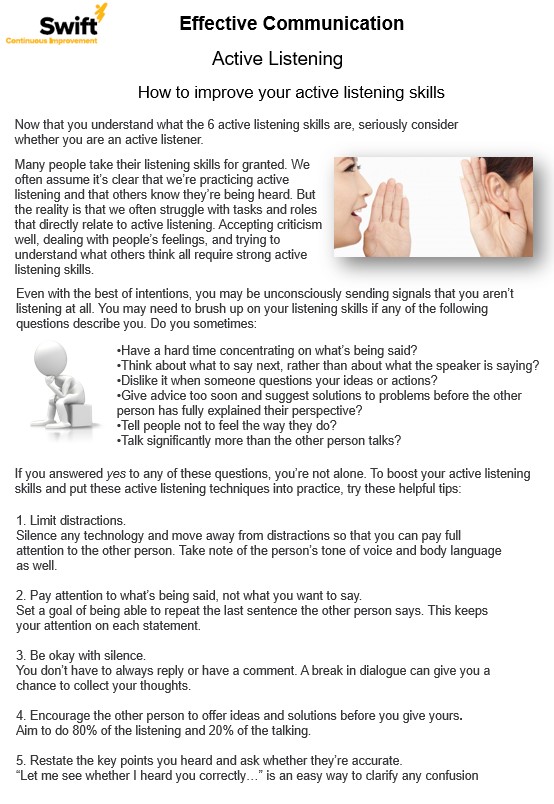 Swift
Continuous Improvement
Effective Communication
Active Listening
How to improve your active listening skills
Now that you understand what the 6 active listening skills are, seriously consider
whether you are an active listener.
Many people take their listening skills for granted. We
often assume it’s clear that we’re practicing active
listening and that others know they’re being heard. But
the reality is that we often struggle with tasks and roles
that directly relate to active listening. Accepting criticism
well, dealing with people’s feelings, and trying to
understand what others think all require strong active
listening skills.
Even with the best of intentions, you may be unconsciously sending signals that you aren’t
listening at all. You may need to brush up on your listening skills if any of the following
questions describe you. Do you sometimes:
•Have a hard time concentrating on what’s being said?
•Think about what to say next, rather than about what the speaker is saying?
•Dislike it when someone questions your ideas or actions?
•Give advice too soon and suggest solutions to problems before the other
person has fully explained their perspective?
•Tell people not to feel the way they do?
•Talk significantly more than the other person talks?
If you answered yes to any of these questions, you’re not alone. To boost your active listening
skills and put these active listening techniques into practice, try these helpful tips:
1. Limit distractions.
Silence any technology and move away from distractions so that you can pay full
attention to the other person. Take note of the person’s tone of voice and body language
as well.
2. Pay attention to what’s being said, not what you want to say.
Set a goal of being able to repeat the last sentence the other person says. This keeps
your attention on each statement.
3. Be okay with silence.
You don’t have to always reply or have a comment. A break in dialogue can give you a
chance to collect your thoughts.
4. Encourage the other person to offer ideas and solutions before you give yours.
Aim to do 80% of the listening and 20% of the talking.
5. Restate the key points you heard and ask whether they’re accurate.
“Let me see whether I heard you correctly…” is an easy way to clarify any confusion